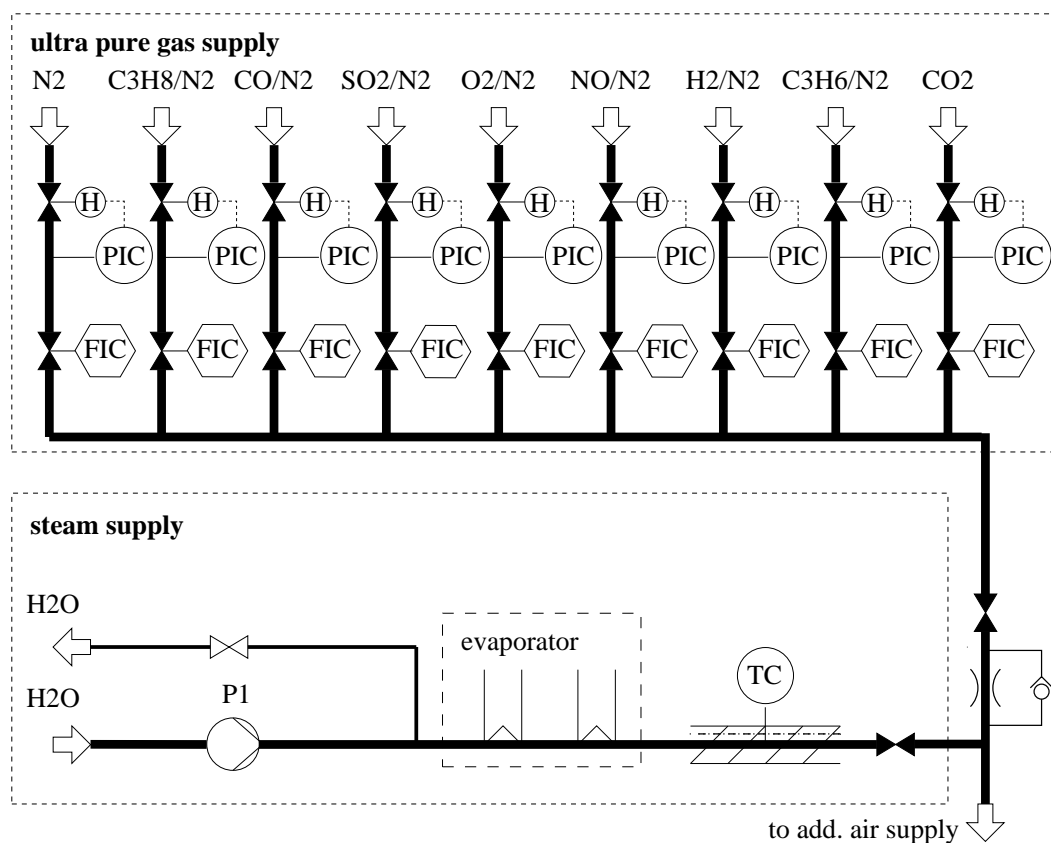 ultra pure gas supply
N2 C3H8/N2 CO/N2 SO2/N2 O2/N2 NO/N2 H2/N2 C3H6/N2 CO2
H H H H H H H H H
PIC PIC PIC PIC PIC PIC PIC PIC PIC
FIC FIC FIC FIC FIC FIC FIC FIC FIC
steam supply
H2O
evaporator
TC
H2O
P1
to add. air supply